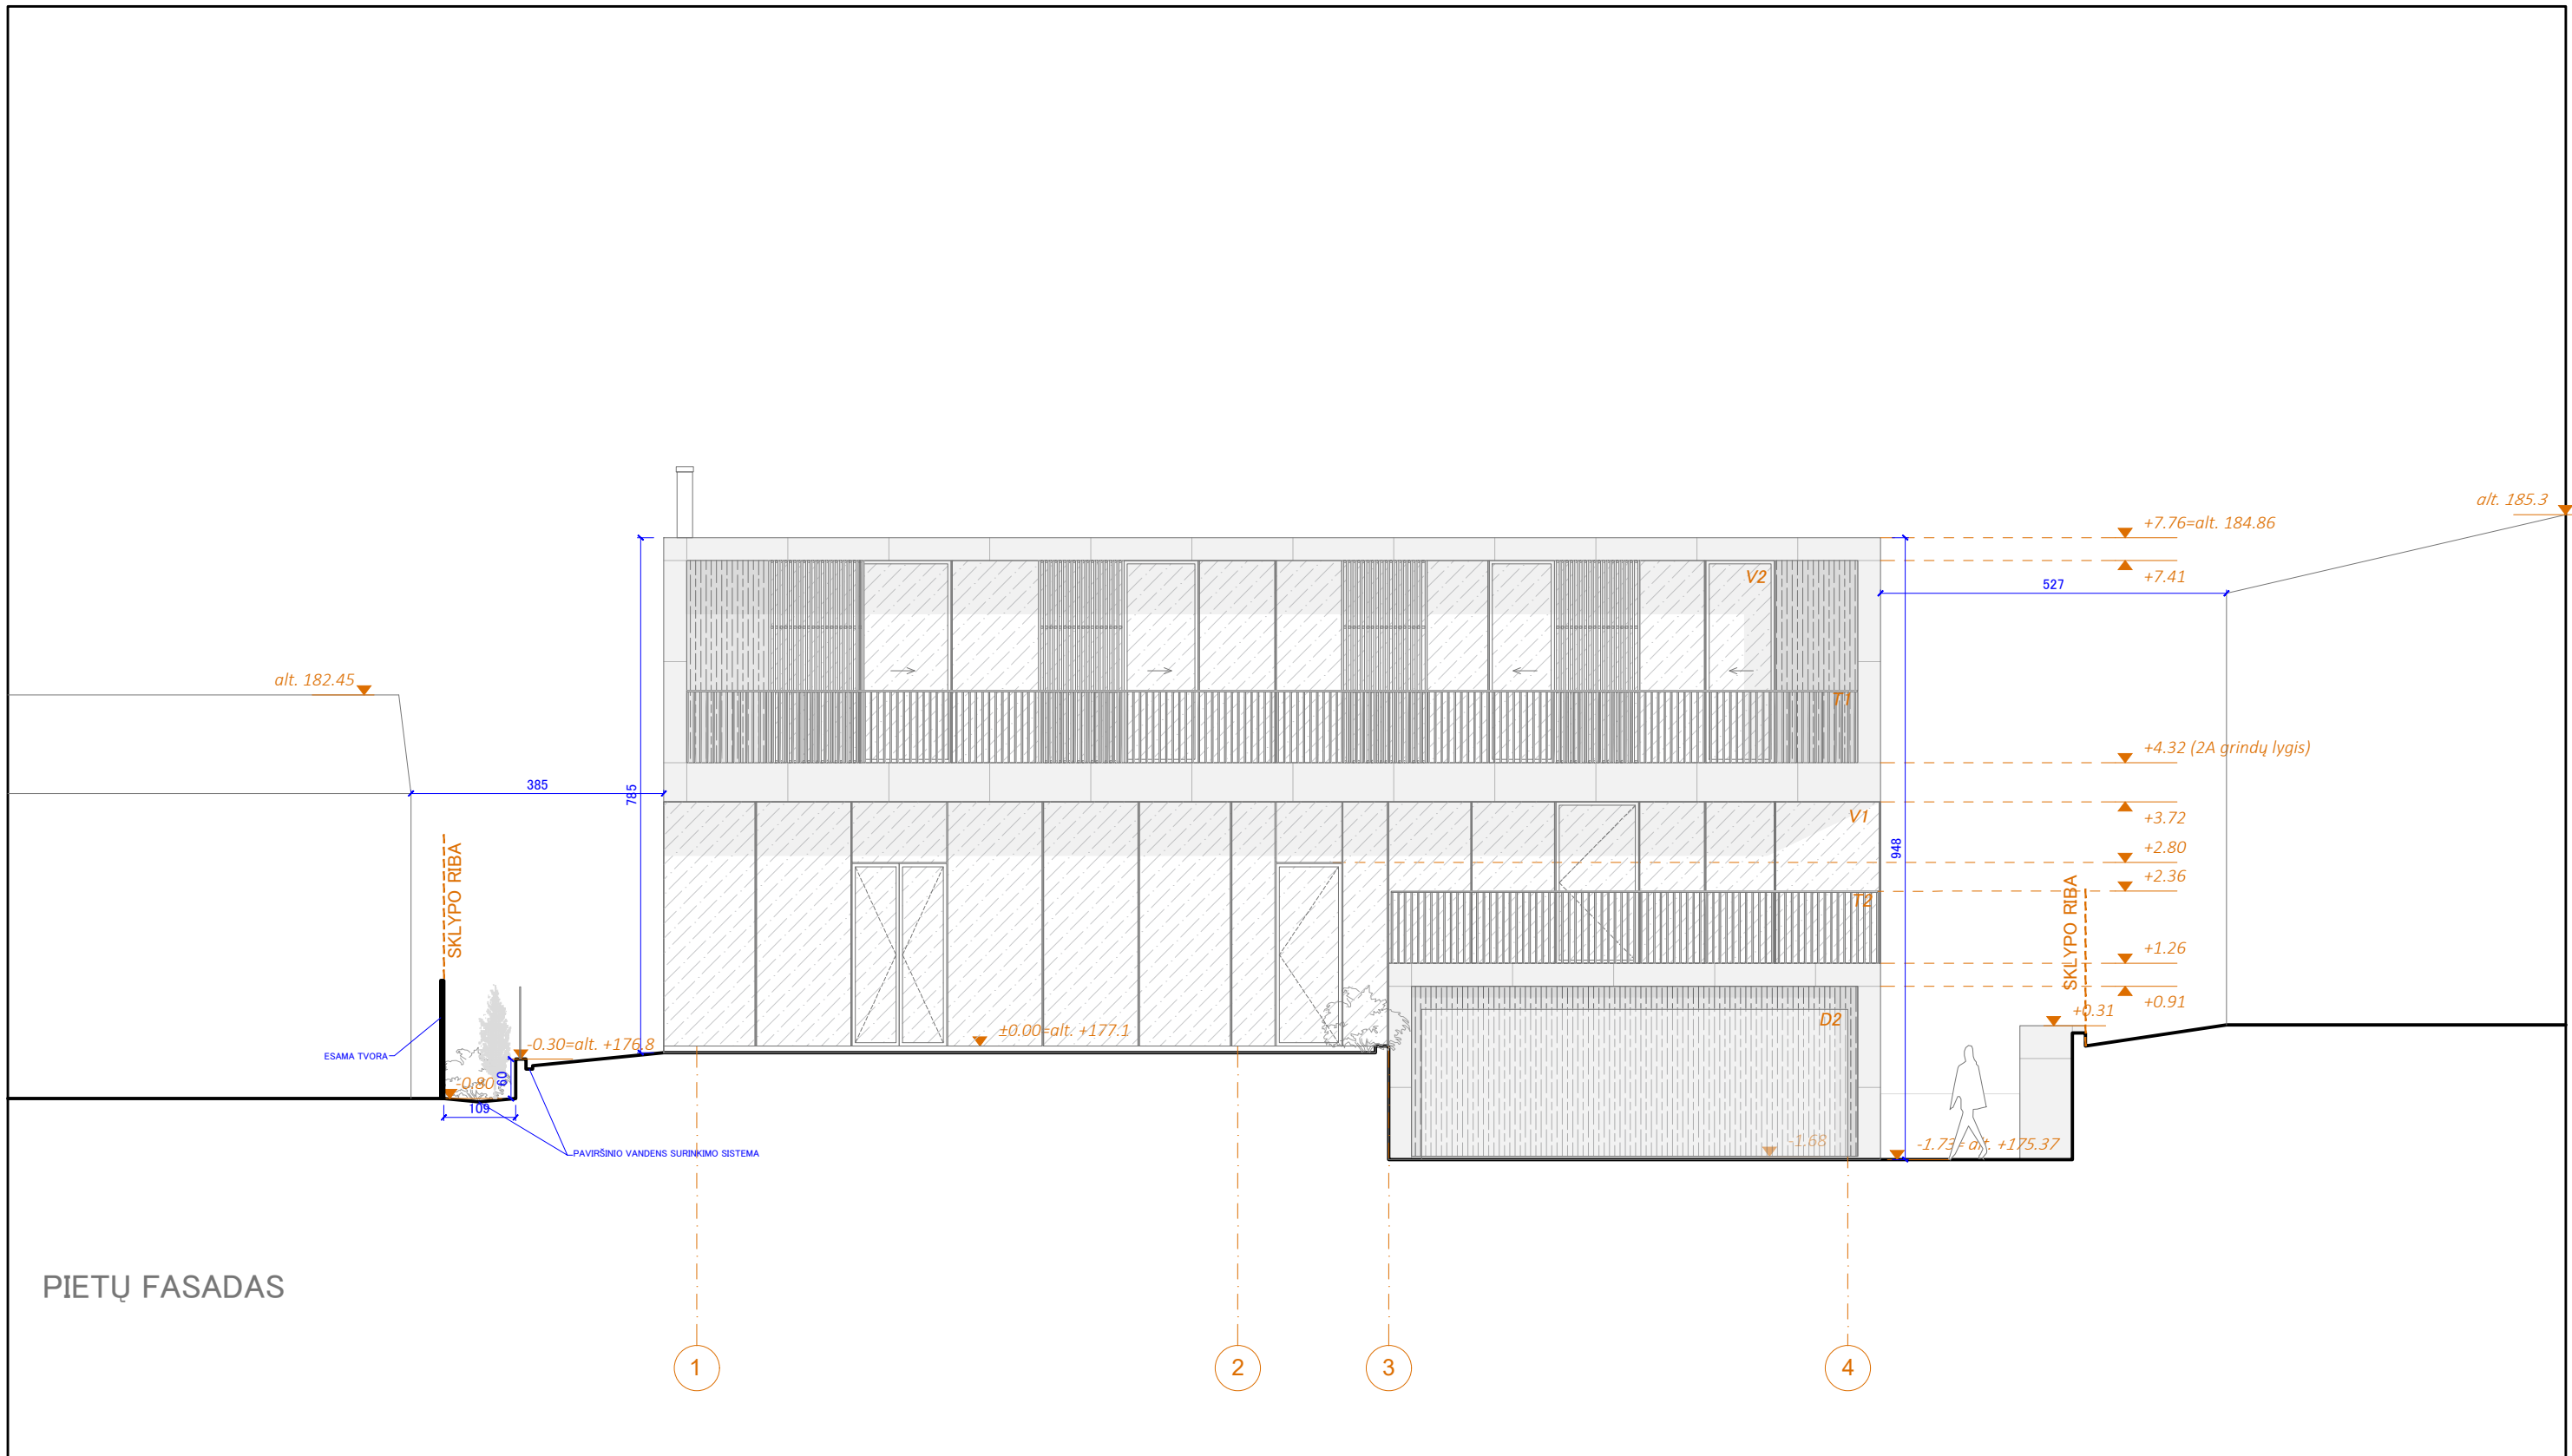 alt. 185.3
+7.76=alt. 184.86
+7.41
V2
527
alt. 182.45
T1
+4.32 (2A grindų lygis)
385
785
V1
+3.72
948
+2.80
+2.36
SKLYPO RIBA
SKLYPO RIBA
T2
+1.26
+0.91
+0.31
D2
±0.00=alt. +177.1
-0.30=alt. +176.8
ESAMA TVORA
-0.80
60
109
-1.68
-1.73= alt. +175.37
PAVIRŠINIO VANDENS SURINKIMO SISTEMA
PIETŲ FASADAS
1
2
3
4